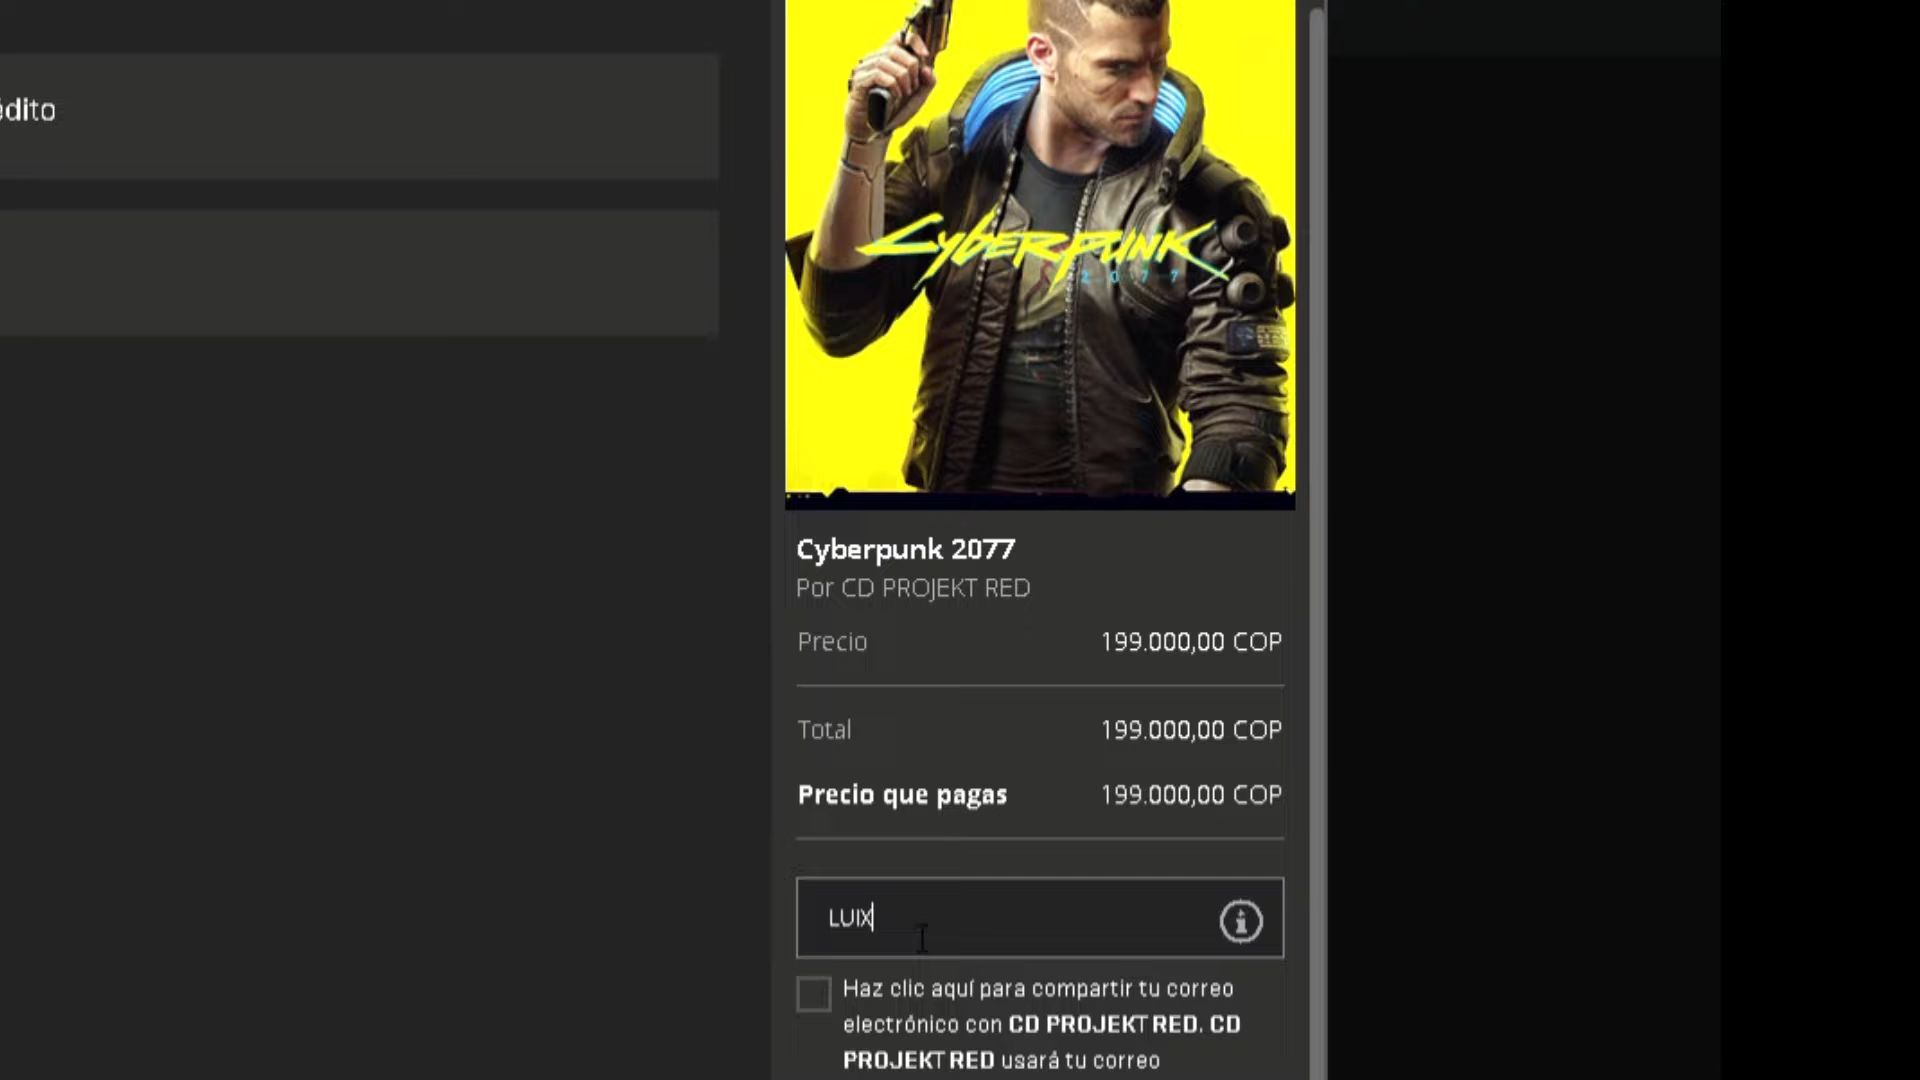 édito
CYBERPUNK
2077
Cyberpunk 2077
Por CD PROJEKT RED
Precio 199.000,00 COP
Total 199.000,00 COP
Precio que pagas 199.000,00 COP
LUIX
Haz clic aquí para compartir tu correo
electrónico con CD PROJEKT RED. CD
PROJEKT RED usará tu correo